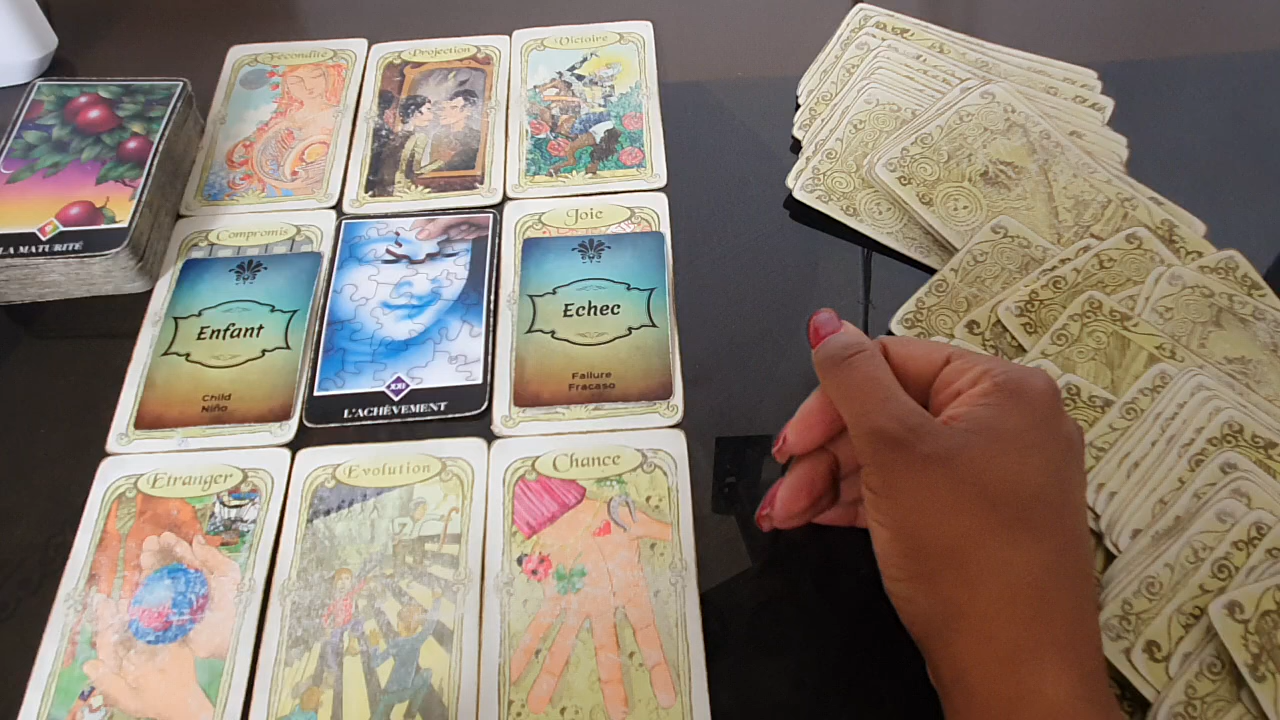 Fécondité
Projection
Victoire
LA MATURITÉ
Compromis
Enfant
Child
Niño
XXI
L'ACHÈVEMENT
Joie
Echec
Failure
Fracaso
Etranger
Evolution
Chance